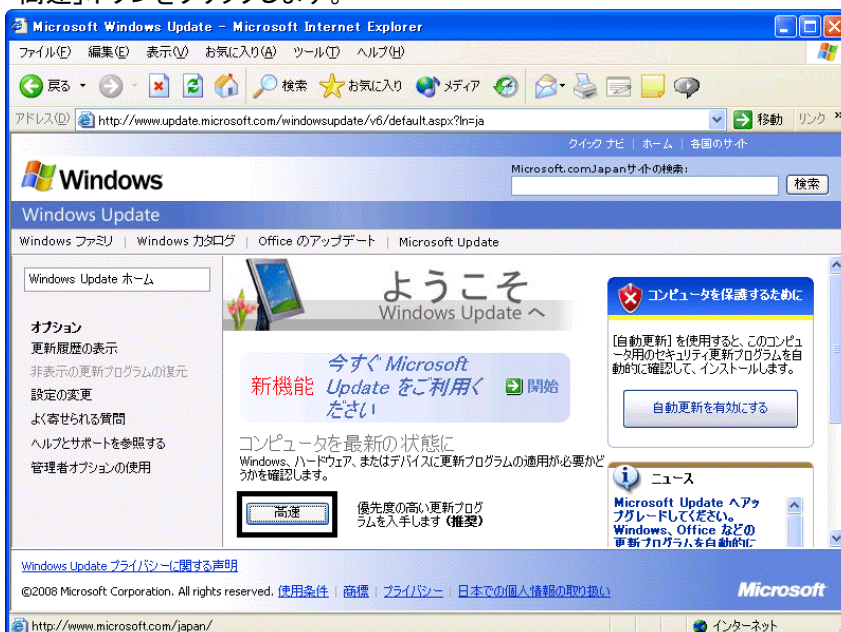 「高速」ボタンをクリックします。
Microsoft Windows Update - Microsoft Internet Explorer
ファイル(F) 編集(E) 表示(V) お気に入り(A) ツール(T) ヘルプ(H)
戻る 検索 お気に入り メディア
アドレス(D) http://www.update.microsoft.com/windowsupdate/v6/default.aspx?ln=ja 移動 リンク »
クイック ナビ | ホーム | 各国のサイト
Windows
Microsoft.comJapanサイトの検索:
検索
Windows Update
Windows ファミリ | Windows カタログ | Office のアップデート | Microsoft Update
Windows Update ホーム
オプション
更新履歴の表示
非表示の更新プログラムの復元
設定の変更
よく寄せられる質問
ヘルプとサポートを参照する
管理者オプションの使用
ようこそ
Windows Update へ
新機能
今すぐ Microsoft
Update をご利用く
ださい
開始
コンピュータを最新の状態に
Windows、ハードウェア、またはデバイスに更新プログラムの適用が必要かど
うかを確認します。
高速
優先度の高い更新プログ
ラムを入手します (推奨)
コンピュータを保護するために
[自動更新] を使用すると、このコンピュ
ータ用のセキュリティ更新プログラムを自
動的に確認して、インストールします。
自動更新を有効にする
ニュース
Microsoft Update へアッ
プグレードしてください。
Windows、Office などの
更新プログラムを自動的に
Windows Update プライバシーに関する声明
©2008 Microsoft Corporation. All rights reserved. 使用条件 | 商標 | プライバシー | 日本での個人情報の取り扱い
Microsoft
http://www.microsoft.com/japan/
インターネット